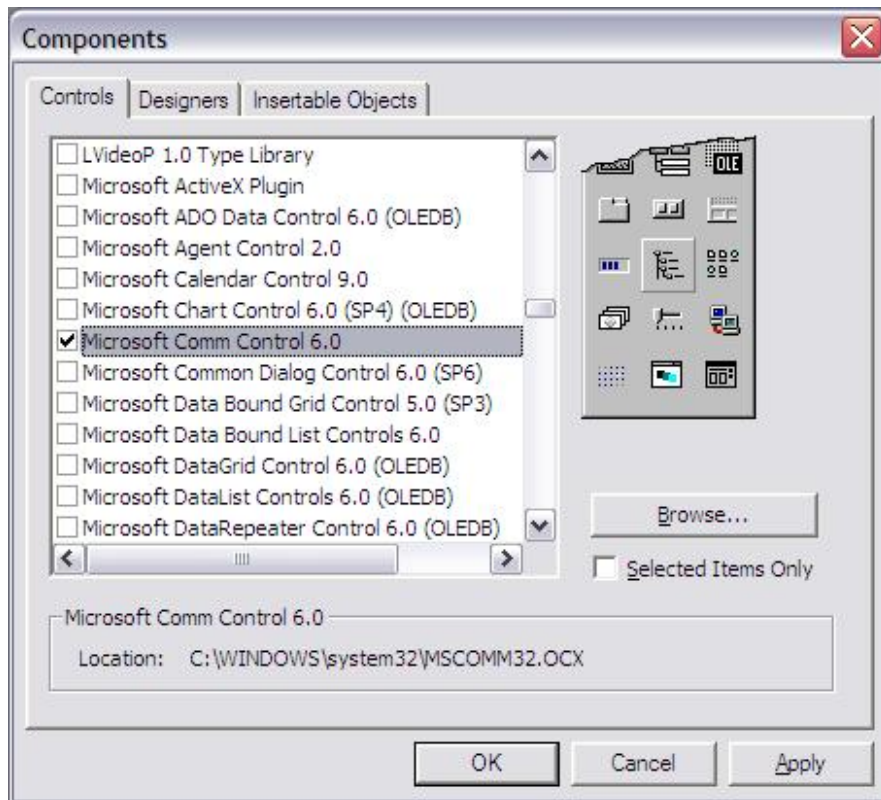 Components
Controls Designers Insertable Objects
LVideoP 1.0 Type Library
Microsoft ActiveX Plugin
Microsoft ADO Data Control 6.0 (OLEDB)
Microsoft Agent Control 2.0
Microsoft Calendar Control 9.0
Microsoft Chart Control 6.0 (SP4) (OLEDB)
Microsoft Comm Control 6.0
Microsoft Common Dialog Control 6.0 (SP6)
Microsoft Data Bound Grid Control 5.0 (SP3)
Microsoft Data Bound List Controls 6.0
Microsoft DataGrid Control 6.0 (OLEDB)
Microsoft DataList Controls 6.0 (OLEDB)
Microsoft DataRepeater Control 6.0 (OLEDB)
OLE
Browse...
Selected Items Only
Microsoft Comm Control 6.0
Location: C:\WINDOWS\system32\MSCOMM32.OCX
OK Cancel Apply